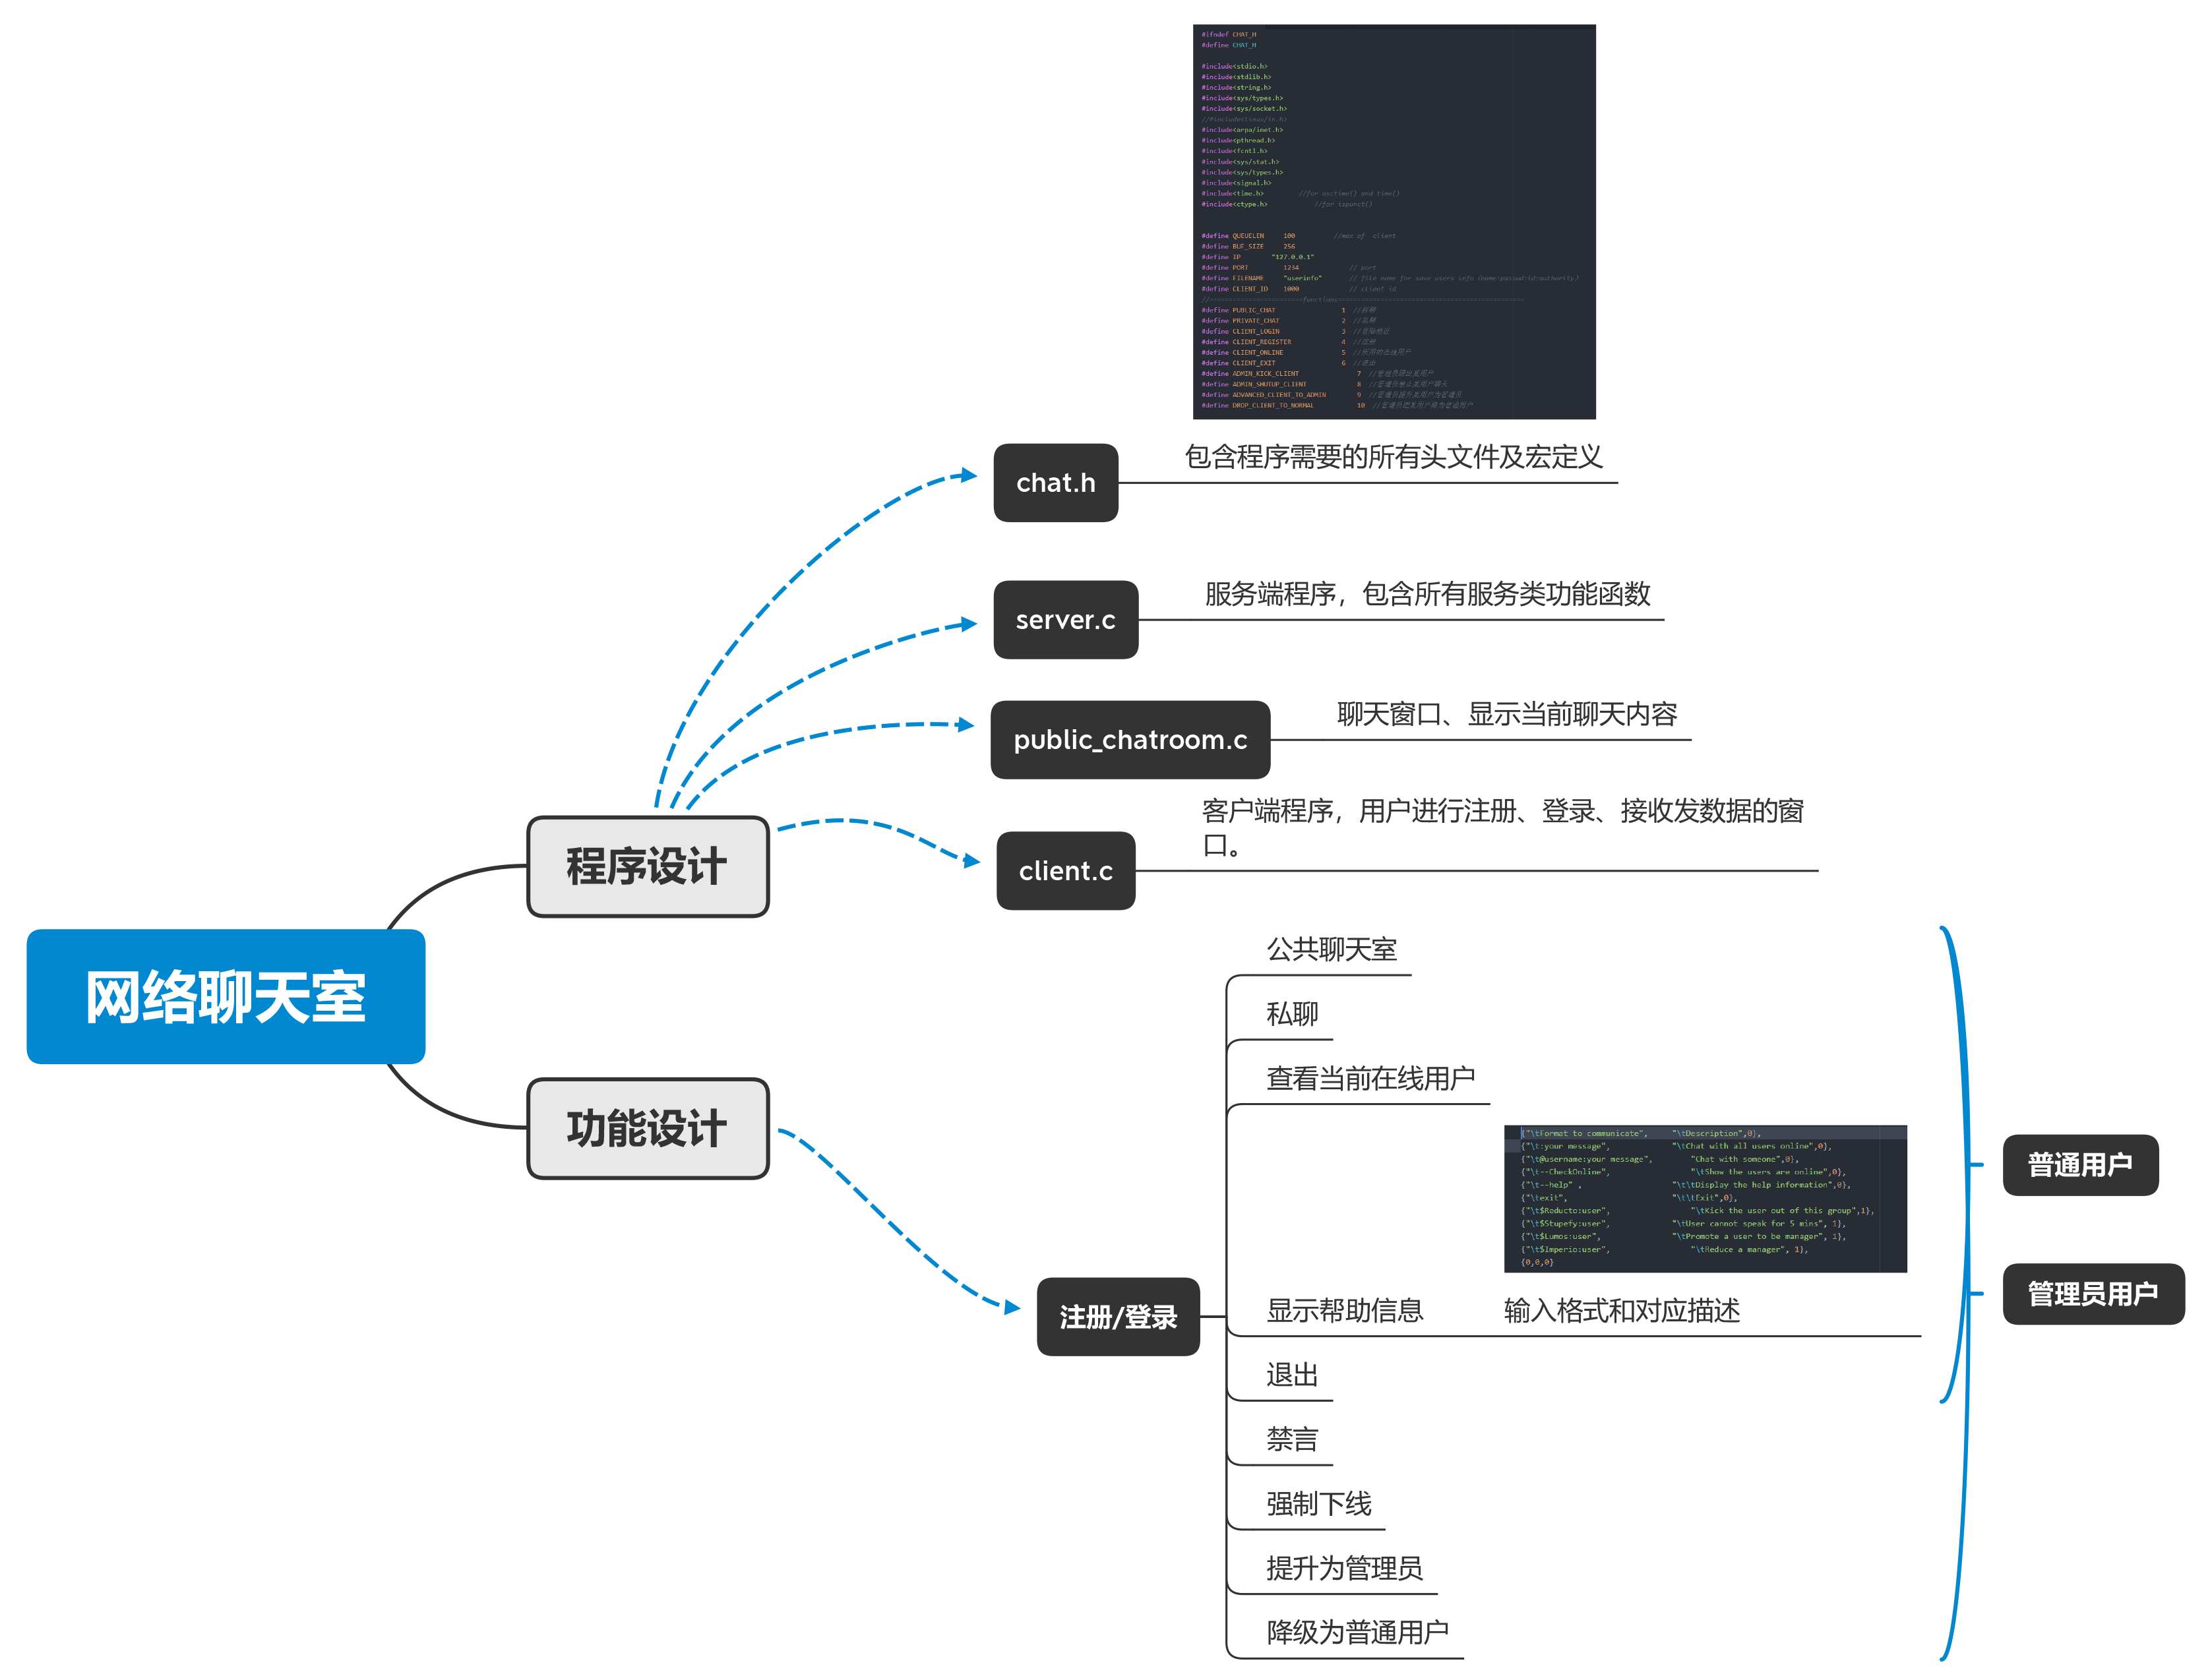 #ifndef CHAT_H
#define CHAT_H
#include<stdio.h>
#include<stdlib.h>
#include<string.h>
#include<sys/types.h>
#include<sys/socket.h>
#include<arpa/inet.h>
#include<pthread.h>
#include<fcntl.h>
#include<sys/stat.h>
#include<sys/types.h>
#include<signal.h>
#include<time.h> //for asctime() and time()
#include<ctype.h> //for ispunct()
#define QUEUELEN 100 //max of client
#define BUF_SIZE 256
#define IP "127.0.0.1"
#define PORT 1234 // port
#define FILENAME "userinfo" // file name for save users info (name:passwd:id:authority)
#define CLIENT_ID 1000 // client id
//========================functions================================================
#define PUBLIC_CHAT 1 //群聊
#define PRIVATE_CHAT 2 //私聊
#define CLIENT_LOGIN 3
#define CLIENT_REGISTER 4 //注册
#define CLIENT_ONLINE 5
#define CLIENT_EXIT 6 //退出
#define ADMIN_KICK_CLIENT 7
#define ADMIN_SHUTUP_CLIENT 8
#define ADVANCED_CLIENT_TO_ADMIN 9
#define DROP_CLIENT_TO_NORMAL 10
chat.h
包含程序需要的所有头文件及宏定义
server.c
服务端程序，包含所有服务类功能函数
public_chatroom.c
聊天窗口、显示当前聊天内容
client.c
客户端程序，用户进行注册、登录、接收发数据的窗
口。
程序设计
网络聊天室
功能设计
注册/登录
公共聊天室
私聊
查看当前在线用户
{"\tFormat to communicate", "\tDescription",0},
{"\t:your message", "\tChat with all users online",0},
{"\t@username:your message", "Chat with someone",0},
{"\t--CheckOnline", "\tShow the users are online",0},
{"\t--help" , "\t\tDisplay the help information",0},
{"\texit", "\t\tExit",0},
{"\t$Reducto:user", "\tKick the user out of this group",1},
{"\t$Stupefy:user", "\tUser cannot speak for 5 mins", 1},
{"\t$Lumos:user", "\tPromote a user to be manager", 1},
{"\t$Imperio:user", "\tReduce a manager", 1},
{0,0,0}
显示帮助信息
输入格式和对应描述
退出
禁言
强制下线
提升为管理员
降级为普通用户
普通用户
管理员用户